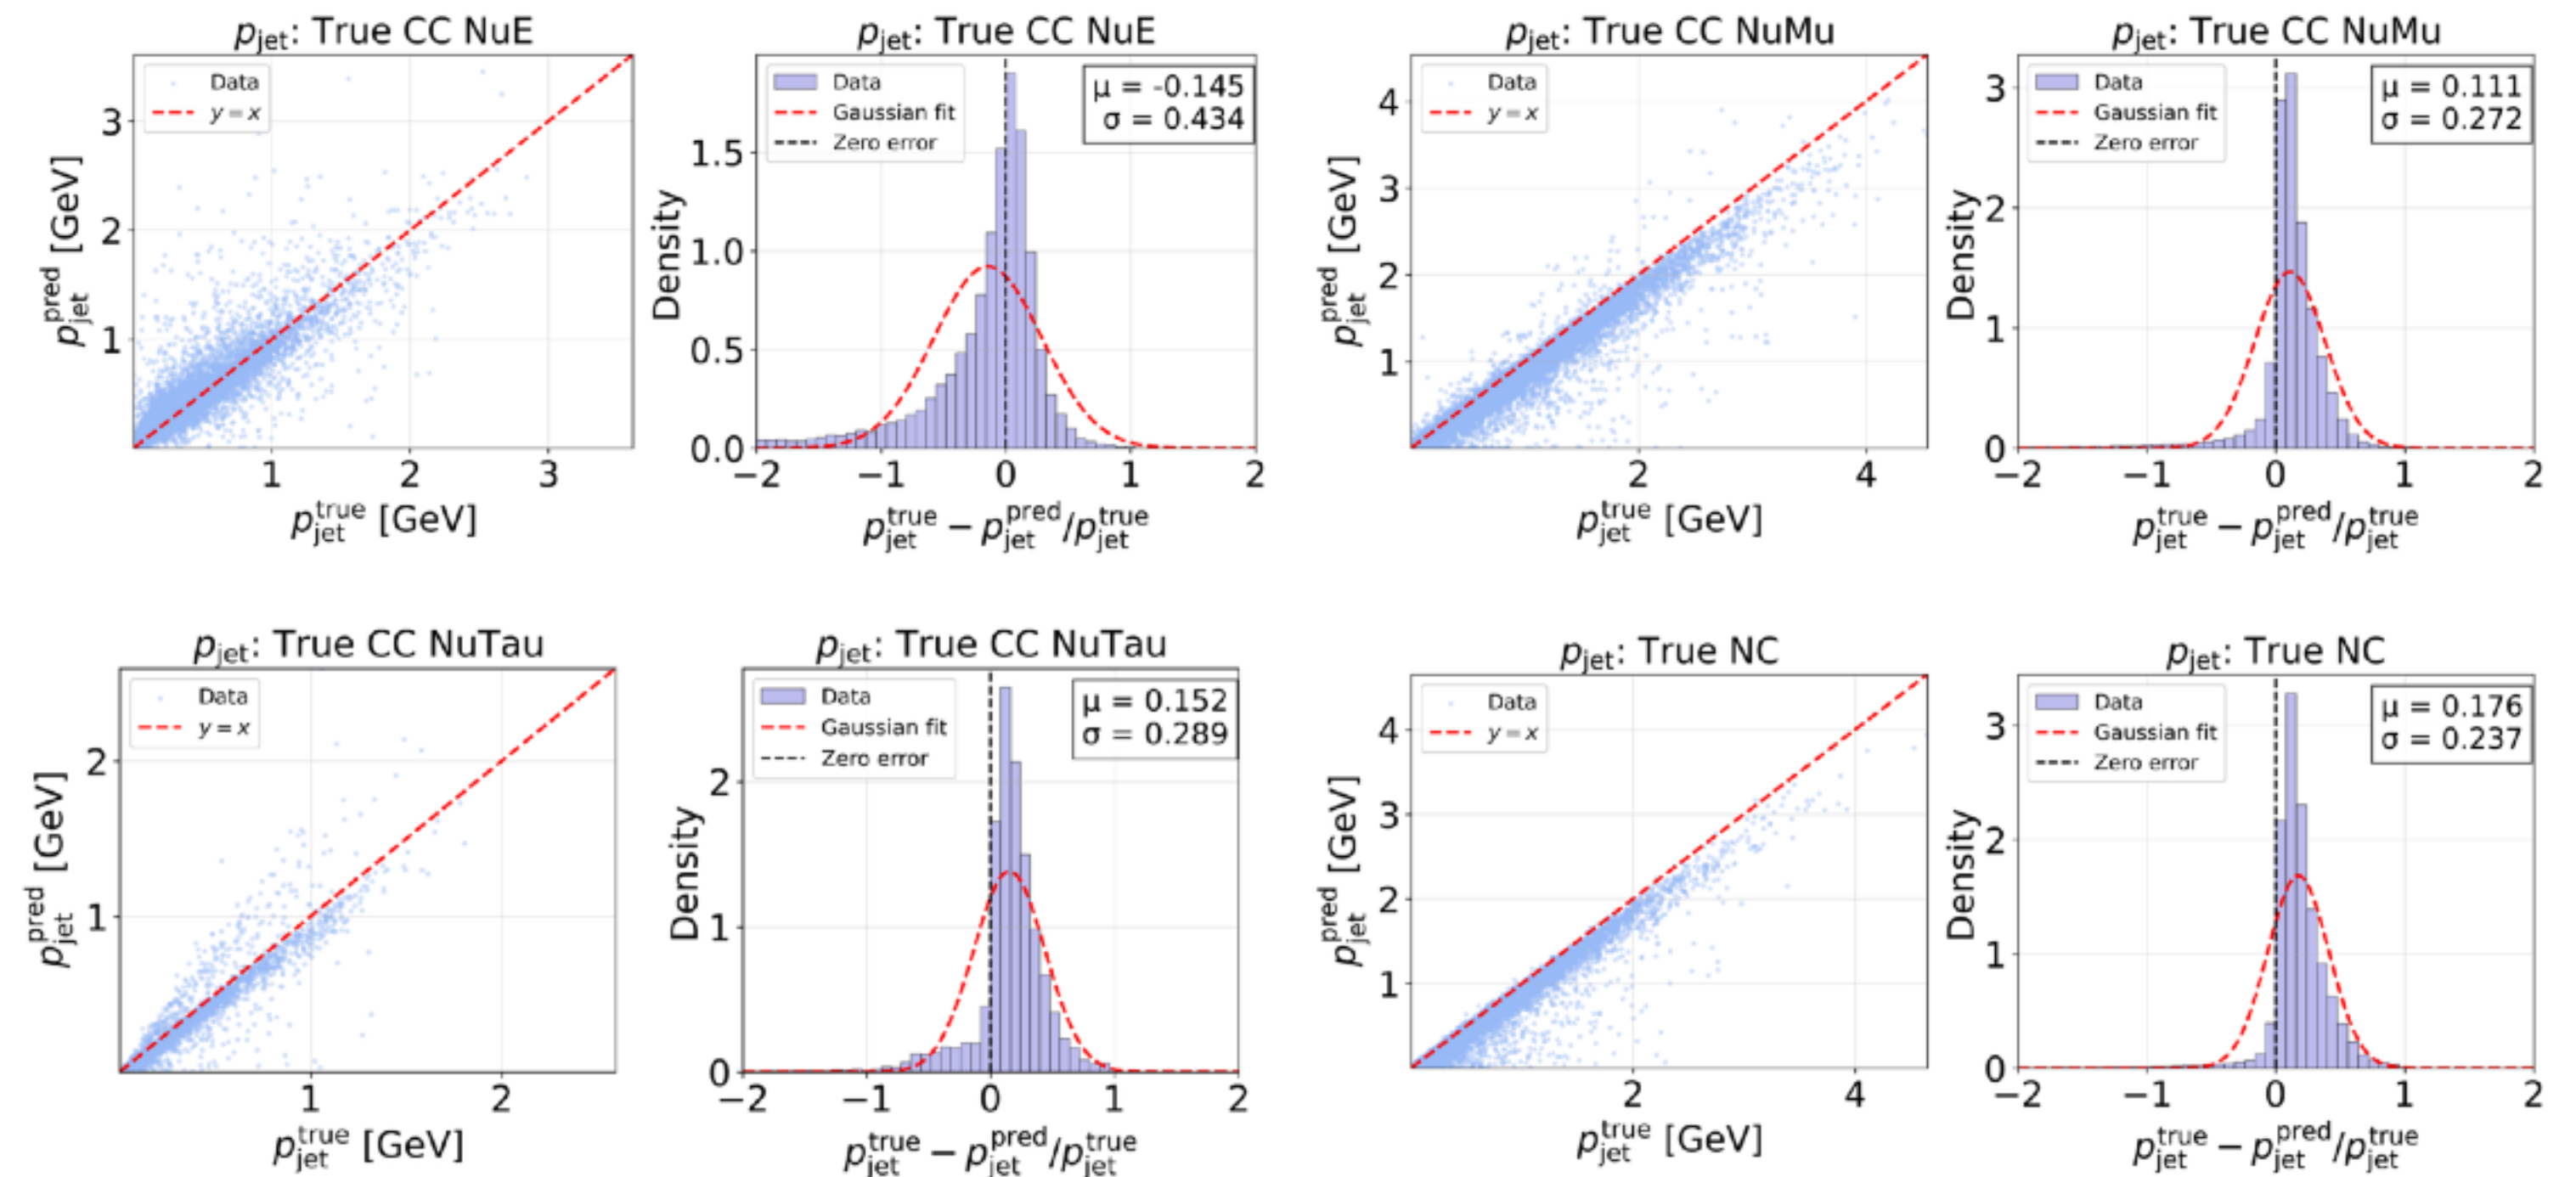 p_jet: True CC NuE
Data
y = x
3
2
1
p_jet^pred [GeV]
1 2 3
p_jet^true [GeV]
p_jet: True CC NuE
Data
Gaussian fit
Zero error
μ = -0.145
σ = 0.434
1.5
1.0
0.5
0.0
Density
−2 −1 0 1 2
p_jet^true − p_jet^pred/p_jet^true
p_jet: True CC NuMu
Data
y = x
4
3
2
1
p_jet^pred [GeV]
2 4
p_jet^true [GeV]
p_jet: True CC NuMu
Data
Gaussian fit
Zero error
μ = 0.111
σ = 0.272
3
2
1
0
Density
−2 −1 0 1 2
p_jet^true − p_jet^pred/p_jet^true
p_jet: True CC NuTau
Data
y = x
2
1
p_jet^pred [GeV]
1 2
p_jet^true [GeV]
p_jet: True CC NuTau
Data
Gaussian fit
Zero error
μ = 0.152
σ = 0.289
2
1
0
Density
−2 −1 0 1 2
p_jet^true − p_jet^pred/p_jet^true
p_jet: True NC
Data
y = x
4
3
2
1
p_jet^pred [GeV]
2 4
p_jet^true [GeV]
p_jet: True NC
Data
Gaussian fit
Zero error
μ = 0.176
σ = 0.237
3
2
1
0
Density
−2 −1 0 1 2
p_jet^true − p_jet^pred/p_jet^true